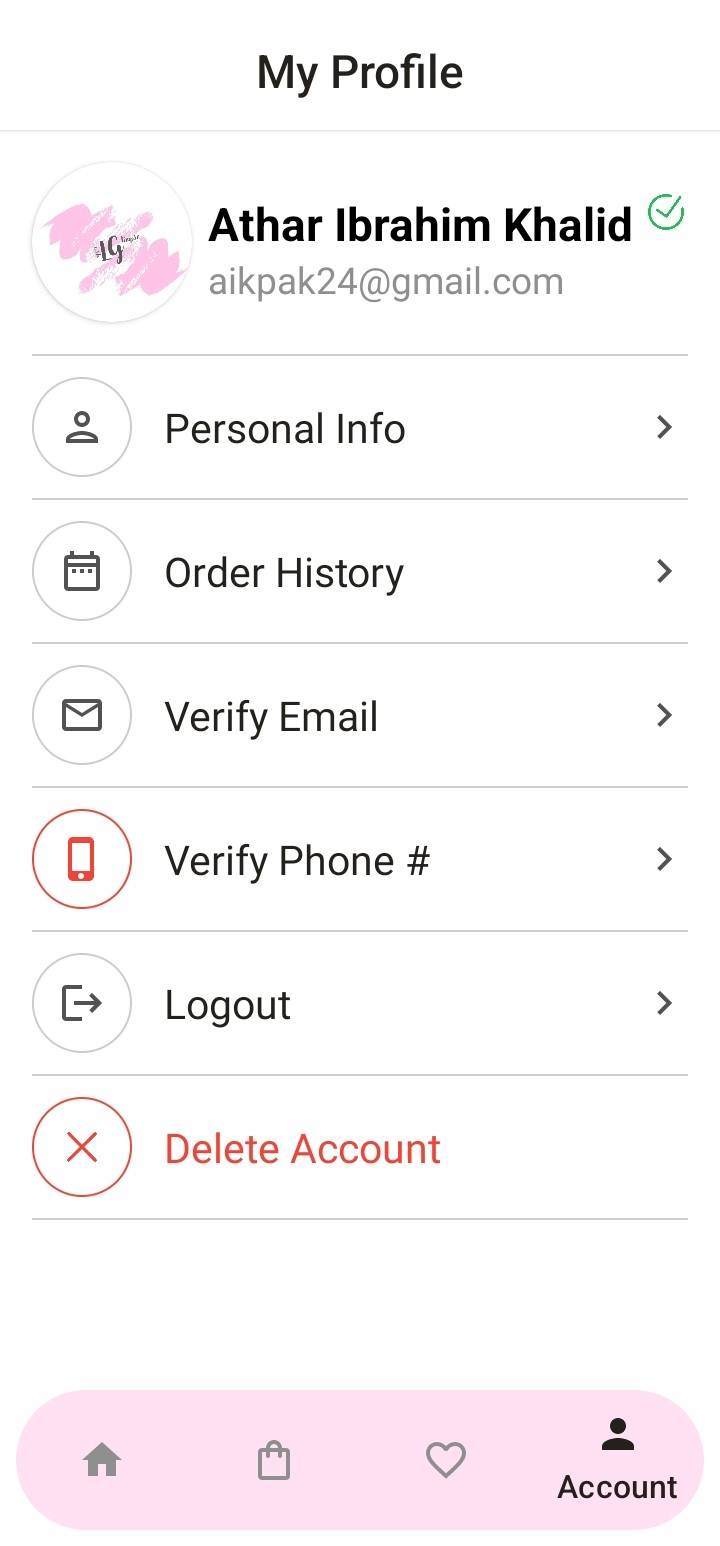 My Profile
Athar Ibrahim Khalid
aikpak24@gmail.com
LG
Personal Info
Order History
Verify Email
Verify Phone #
Logout
Delete Account
Account